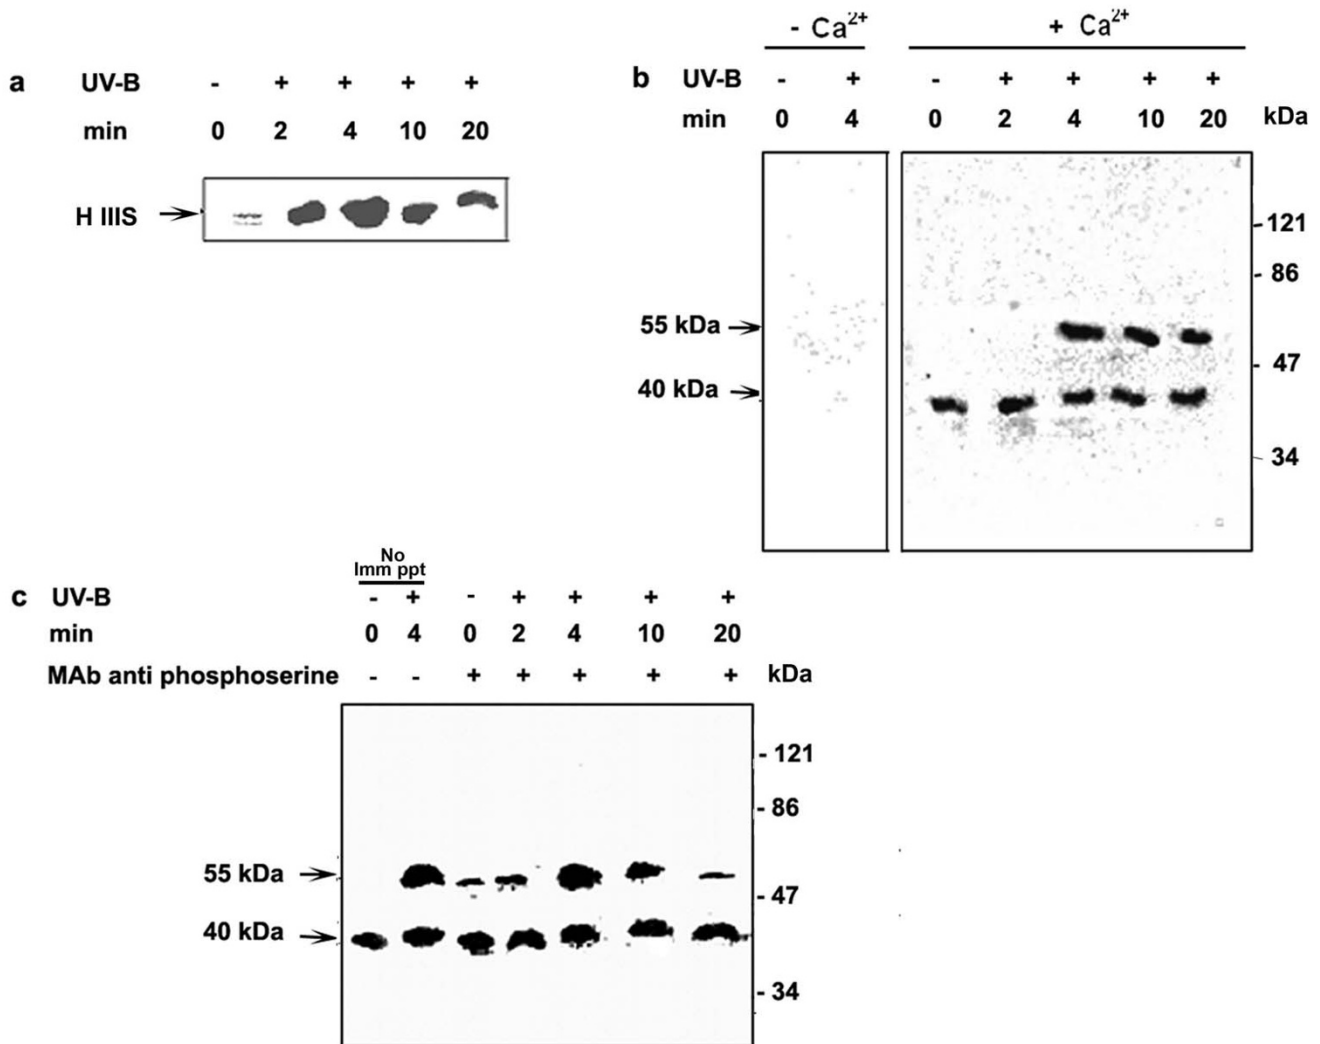 a UV-B - + + + +
min 0 2 4 10 20
H IIIS
- Ca2+ + Ca2+
b UV-B - + - + + + +
min 0 4 0 2 4 10 20 kDa
- 121
- 86
55 kDa
- 47
40 kDa
- 34
No
Imm ppt
c UV-B - + - + + + +
min 0 4 0 2 4 10 20
MAb anti phosphoserine - - + + + + + kDa
- 121
- 86
55 kDa
- 47
40 kDa
- 34